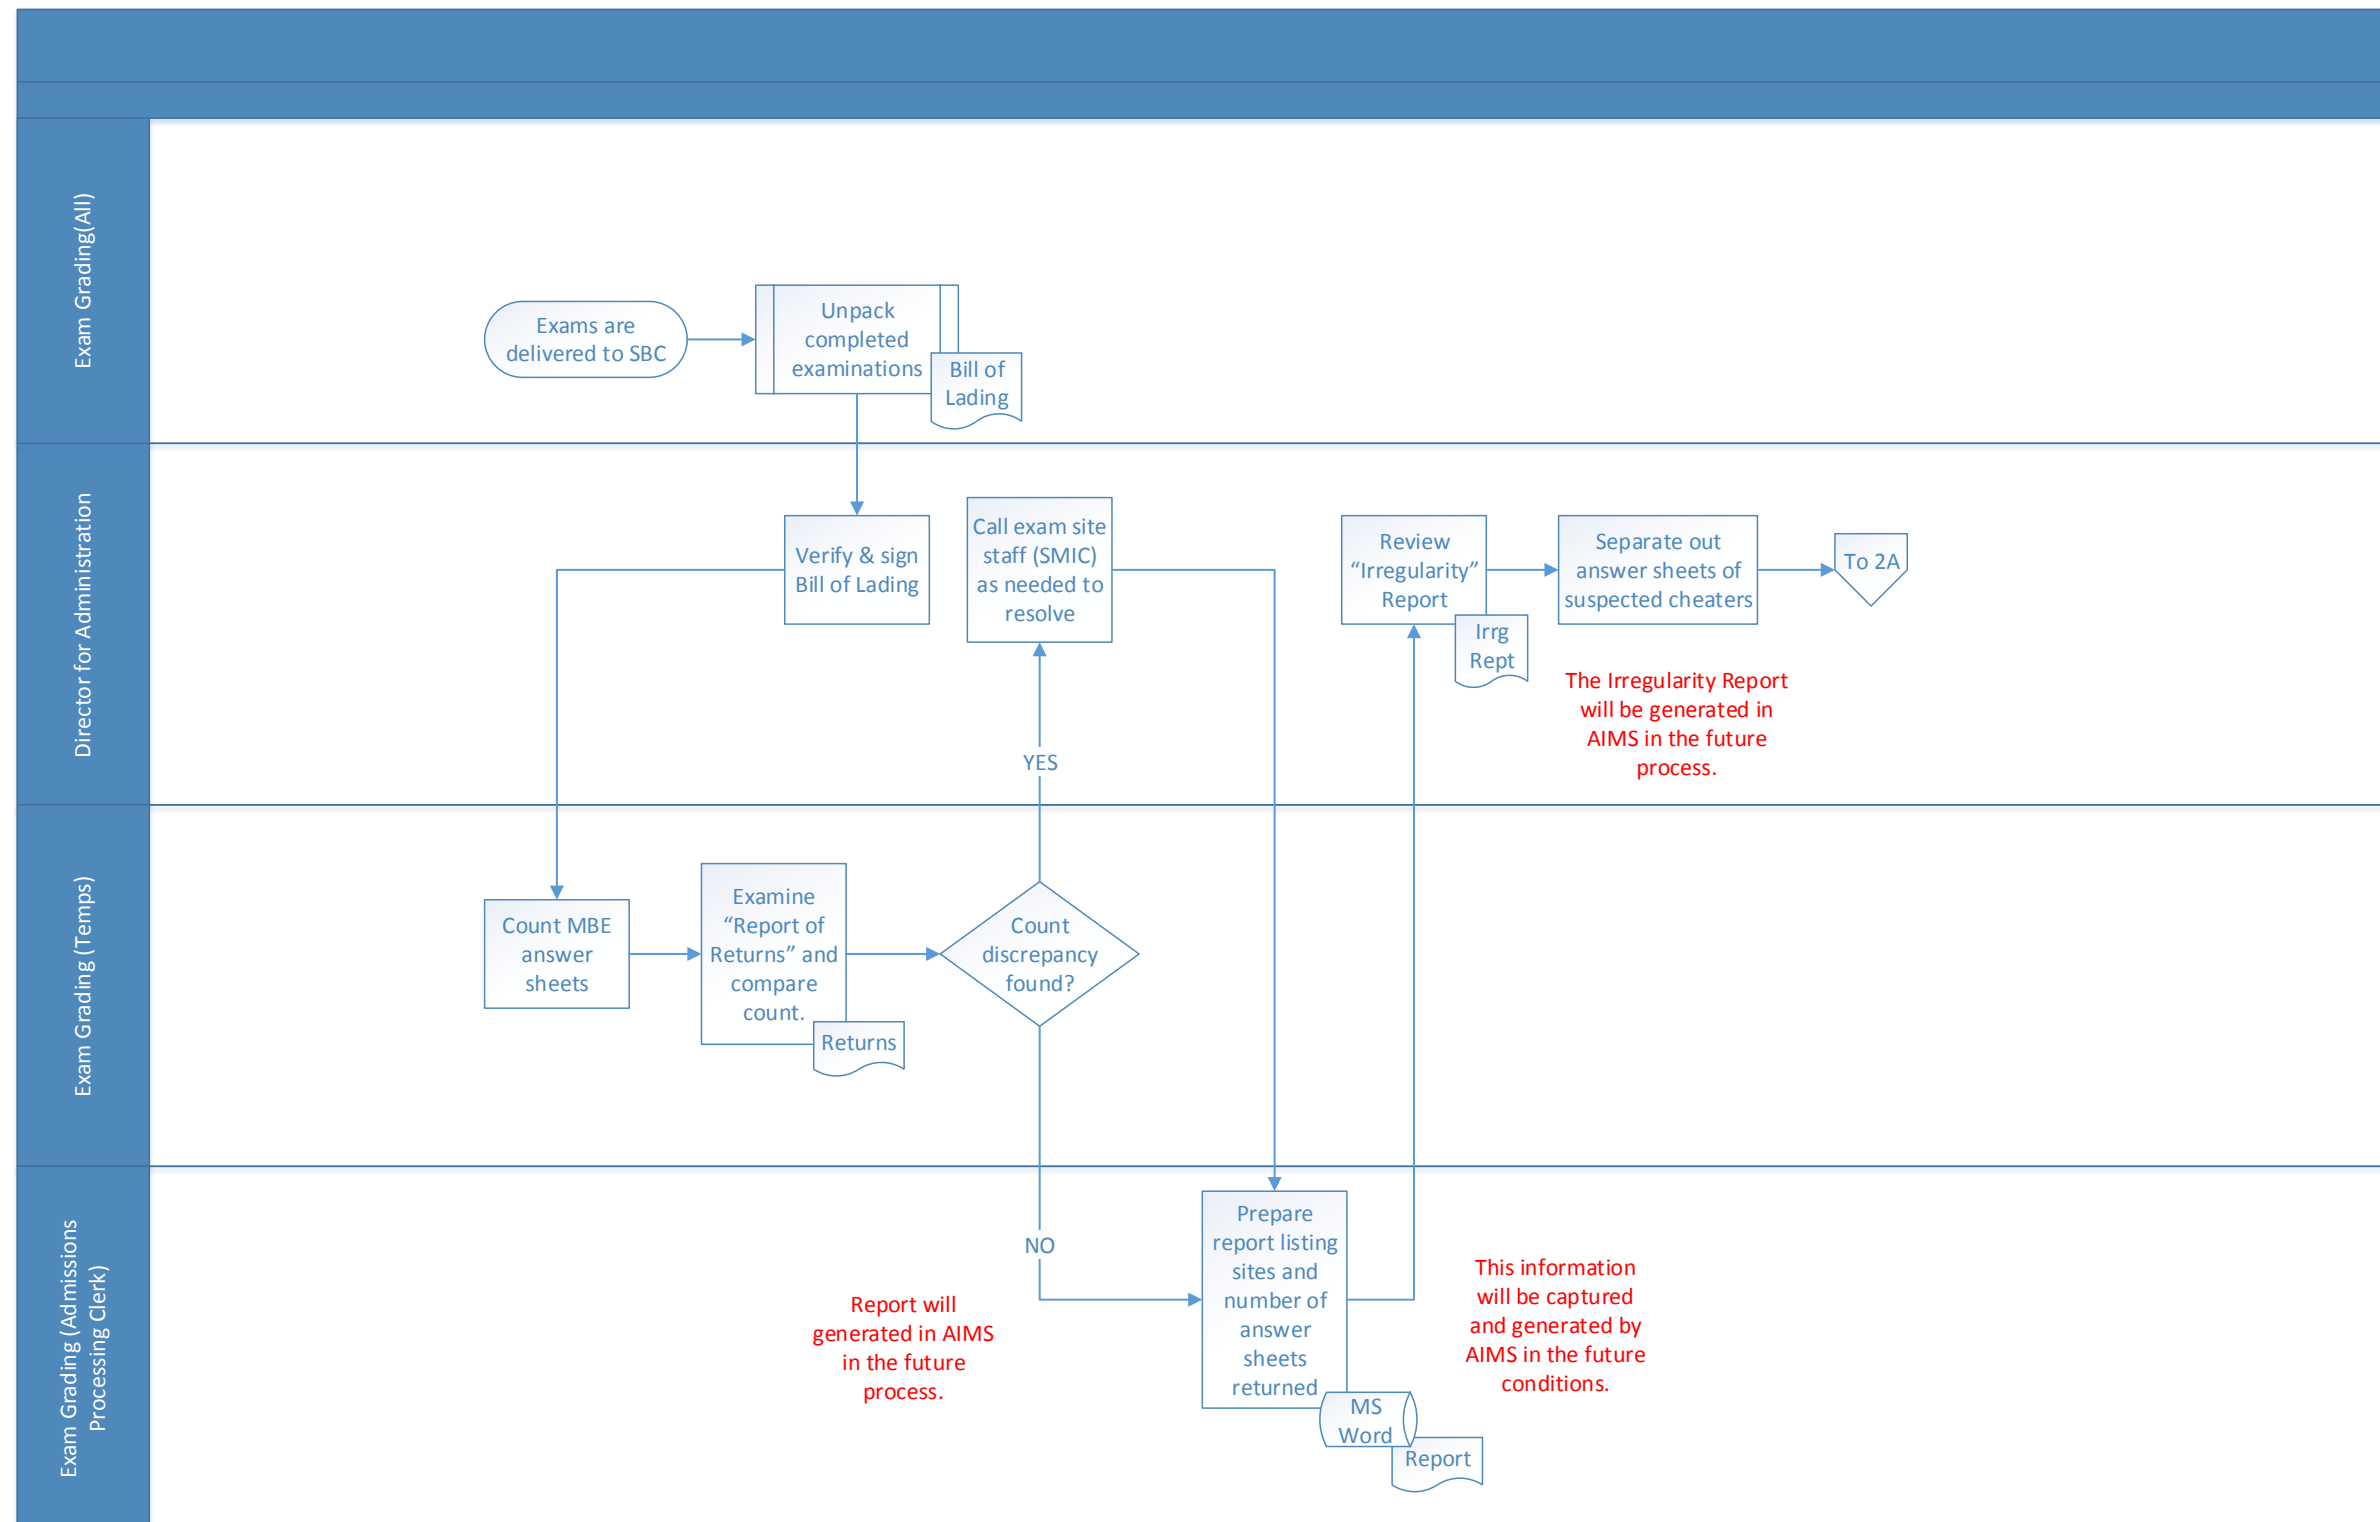 Exam Grading(All)
Exams are
delivered to SBC
Unpack
completed
examinations
Bill of
Lading
Director for Administration
Verify & sign
Bill of Lading
Call exam site
staff (SMIC)
as needed to
resolve
Review
“Irregularity”
Report
Irrg
Rept
Separate out
answer sheets of
suspected cheaters
To 2A
The Irregularity Report
will be generated in
AIMS in the future
process.
YES
Exam Grading (Temps)
Count MBE
answer
sheets
Examine
“Report of
Returns” and
compare
count.
Returns
Count
discrepancy
found?
NO
Exam Grading (Admissions
Processing Clerk)
Report will
generated in AIMS
in the future
process.
Prepare
report listing
sites and
number of
answer
sheets
returned
MS
Word
Report
This information
will be captured
and generated by
AIMS in the future
conditions.